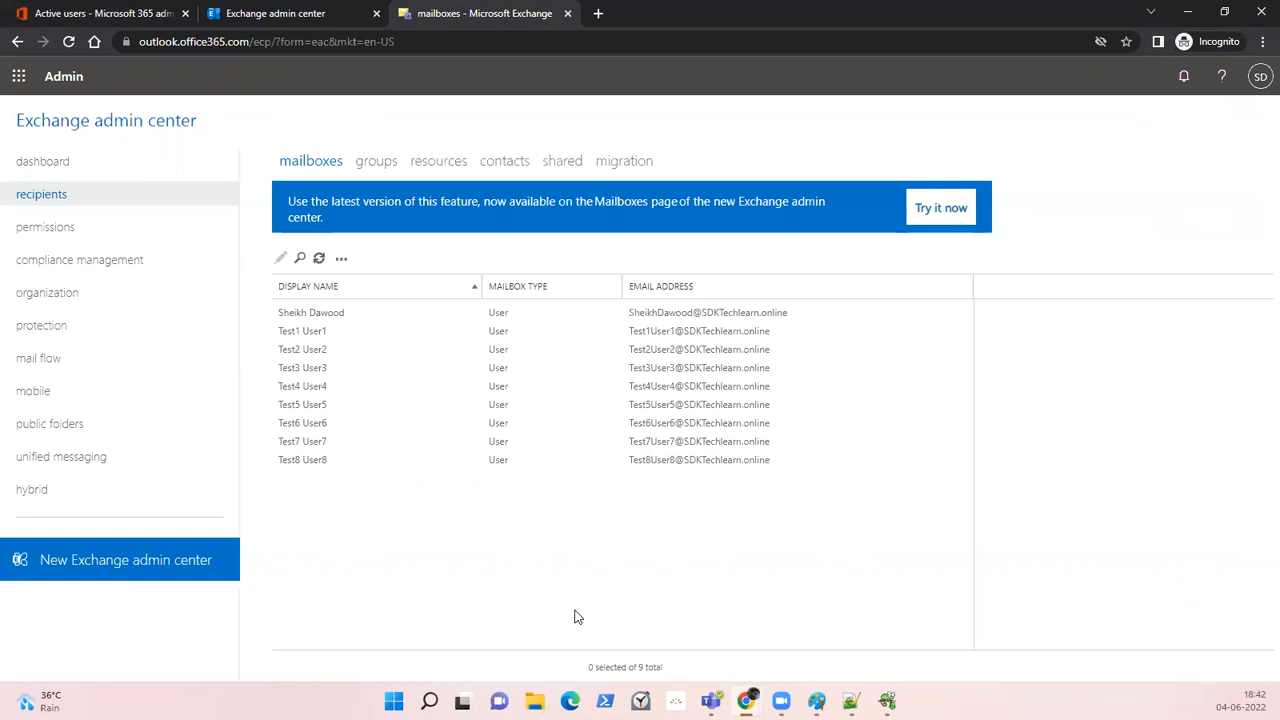 Active users - Microsoft 365 adm
Exchange admin center
mailboxes - Microsoft Exchange
outlook.office365.com/ecp/?form=eac&mkt=en-US
Incognito
Admin
?
SD
Exchange admin center
dashboard
recipients
permissions
compliance management
organization
protection
mail flow
mobile
public folders
unified messaging
hybrid
New Exchange admin center
mailboxes groups resources contacts shared migration
Use the latest version of this feature, now available on the Mailboxes page of the new Exchange admin
center.
Try it now
DISPLAY NAME MAILBOX TYPE EMAIL ADDRESS
Sheikh Dawood User SheikhDawood@SDKTechlearn.online
Test1 User1 User Test1User1@SDKTechlearn.online
Test2 User2 User Test2User2@SDKTechlearn.online
Test3 User3 User Test3User3@SDKTechlearn.online
Test4 User4 User Test4User4@SDKTechlearn.online
Test5 User5 User Test5User5@SDKTechlearn.online
Test6 User6 User Test6User6@SDKTechlearn.online
Test7 User7 User Test7User7@SDKTechlearn.online
Test8 User8 User Test8User8@SDKTechlearn.online
0 selected of 9 total
36°C
Rain
18:42
04-06-2022